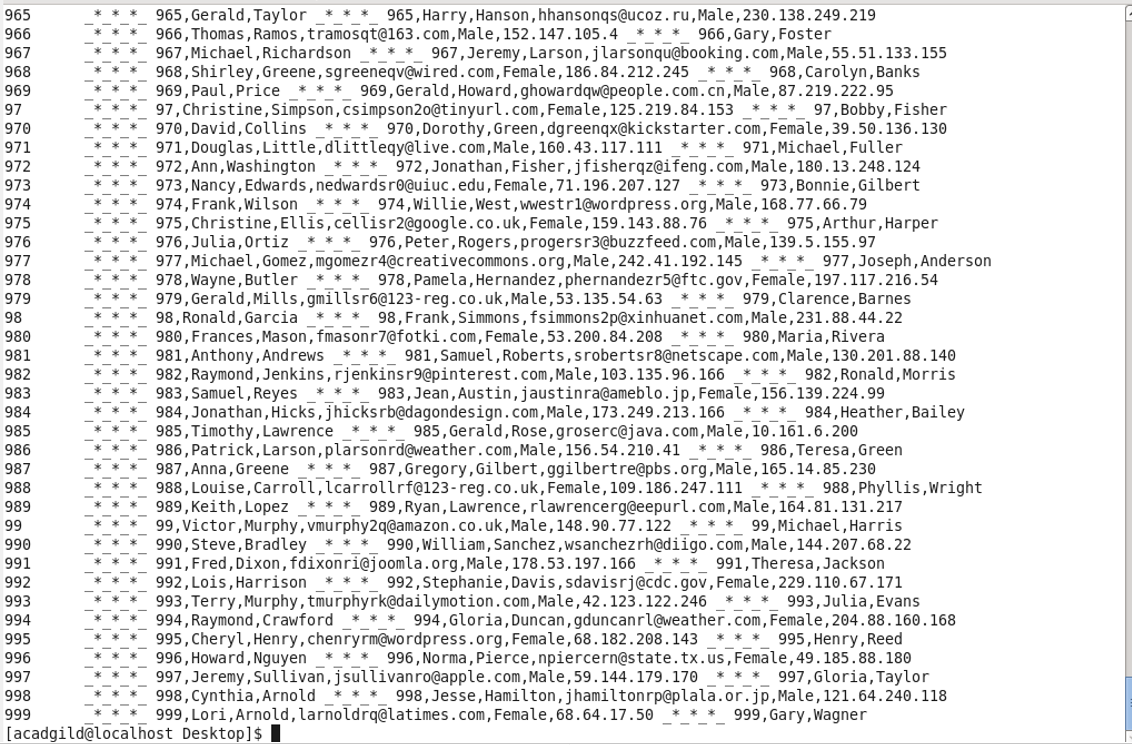 965 _*_*_*_ 965,Gerald,Taylor _*_*_*_ 965,Harry,Hanson,hhansonqs@ucoz.ru,Male,230.138.249.219
966 _*_*_*_ 966,Thomas,Ramos,tramosqt@163.com,Male,152.147.105.4 _*_*_*_ 966,Gary,Foster
967 _*_*_*_ 967,Michael,Richardson _*_*_*_ 967,Jeremy,Larson,jlarsonqu@booking.com,Male,55.51.133.155
968 _*_*_*_ 968,Shirley,Greene,sgreeneqv@wired.com,Female,186.84.212.245 _*_*_*_ 968,Carolyn,Banks
969 _*_*_*_ 969,Paul,Price _*_*_*_ 969,Gerald,Howard,ghowardqw@people.com.cn,Male,87.219.222.95
97 _*_*_*_ 97,Christine,Simpson,csimpson2o@tinyurl.com,Female,125.219.84.153 _*_*_*_ 97,Bobby,Fisher
970 _*_*_*_ 970,David,Collins _*_*_*_ 970,Dorothy,Green,dgreenqx@kickstarter.com,Female,39.50.136.130
971 _*_*_*_ 971,Douglas,Little,dlittleqy@live.com,Male,160.43.117.111 _*_*_*_ 971,Michael,Fuller
972 _*_*_*_ 972,Ann,Washington _*_*_*_ 972,Jonathan,Fisher,jfisherqz@ifeng.com,Male,180.13.248.124
973 _*_*_*_ 973,Nancy,Edwards,nedwardsr0@uiuc.edu,Female,71.196.207.127 _*_*_*_ 973,Bonnie,Gilbert
974 _*_*_*_ 974,Frank,Wilson _*_*_*_ 974,Willie,West,wwestr1@wordpress.org,Male,168.77.66.79
975 _*_*_*_ 975,Christine,Ellis,cellisr2@google.co.uk,Female,159.143.88.76 _*_*_*_ 975,Arthur,Harper
976 _*_*_*_ 976,Julia,Ortiz _*_*_*_ 976,Peter,Rogers,progersr3@buzzfeed.com,Male,139.5.155.97
977 _*_*_*_ 977,Michael,Gomez,mgomezr4@creativecommons.org,Male,242.41.192.145 _*_*_*_ 977,Joseph,Anderson
978 _*_*_*_ 978,Wayne,Butler _*_*_*_ 978,Pamela,Hernandez,phernandezr5@ftc.gov,Female,197.117.216.54
979 _*_*_*_ 979,Gerald,Mills,gmillsr6@123-reg.co.uk,Male,53.135.54.63 _*_*_*_ 979,Clarence,Barnes
98 _*_*_*_ 98,Ronald,Garcia _*_*_*_ 98,Frank,Simmons,fsimmons2p@xinhuanet.com,Male,231.88.44.22
980 _*_*_*_ 980,Frances,Mason,fmasonr7@fotki.com,Female,53.200.84.208 _*_*_*_ 980,Maria,Rivera
981 _*_*_*_ 981,Anthony,Andrews _*_*_*_ 981,Samuel,Roberts,srobertsr8@netscape.com,Male,130.201.88.140
982 _*_*_*_ 982,Raymond,Jenkins,rjenkinsr9@pinterest.com,Male,103.135.96.166 _*_*_*_ 982,Ronald,Morris
983 _*_*_*_ 983,Samuel,Reyes _*_*_*_ 983,Jean,Austin,jaustinra@ameblo.jp,Female,156.139.224.99
984 _*_*_*_ 984,Jonathan,Hicks,jhicksrb@dagondesign.com,Male,173.249.213.166 _*_*_*_ 984,Heather,Bailey
985 _*_*_*_ 985,Timothy,Lawrence _*_*_*_ 985,Gerald,Rose,groserc@java.com,Male,10.161.6.200
986 _*_*_*_ 986,Patrick,Larson,plarsonrd@weather.com,Male,156.54.210.41 _*_*_*_ 986,Teresa,Green
987 _*_*_*_ 987,Anna,Greene _*_*_*_ 987,Gregory,Gilbert,ggilbertre@pbs.org,Male,165.14.85.230
988 _*_*_*_ 988,Louise,Carroll,lcarrollrf@123-reg.co.uk,Female,109.186.247.111 _*_*_*_ 988,Phyllis,Wright
989 _*_*_*_ 989,Keith,Lopez _*_*_*_ 989,Ryan,Lawrence,rlawrencerg@eepurl.com,Male,164.81.131.217
99 _*_*_*_ 99,Victor,Murphy,vmurphy2q@amazon.co.uk,Male,148.90.77.122 _*_*_*_ 99,Michael,Harris
990 _*_*_*_ 990,Steve,Bradley _*_*_*_ 990,William,Sanchez,wsanchezrh@diigo.com,Male,144.207.68.22
991 _*_*_*_ 991,Fred,Dixon,fdixonri@joomla.org,Male,178.53.197.166 _*_*_*_ 991,Theresa,Jackson
992 _*_*_*_ 992,Lois,Harrison _*_*_*_ 992,Stephanie,Davis,sdavisrj@cdc.gov,Female,229.110.67.171
993 _*_*_*_ 993,Terry,Murphy,tmurphyrk@dailymotion.com,Male,42.123.122.246 _*_*_*_ 993,Julia,Evans
994 _*_*_*_ 994,Raymond,Crawford _*_*_*_ 994,Gloria,Duncan,gduncanrl@weather.com,Female,204.88.160.168
995 _*_*_*_ 995,Cheryl,Henry,chenryrm@wordpress.org,Female,68.182.208.143 _*_*_*_ 995,Henry,Reed
996 _*_*_*_ 996,Howard,Nguyen _*_*_*_ 996,Norma,Pierce,npiercern@state.tx.us,Female,49.185.88.180
997 _*_*_*_ 997,Jeremy,Sullivan,jsullivanro@apple.com,Male,59.144.179.170 _*_*_*_ 997,Gloria,Taylor
998 _*_*_*_ 998,Cynthia,Arnold _*_*_*_ 998,Jesse,Hamilton,jhamiltonrp@plala.or.jp,Male,121.64.240.118
999 _*_*_*_ 999,Lori,Arnold,larnoldrq@latimes.com,Female,68.64.17.50 _*_*_*_ 999,Gary,Wagner
[acadgild@localhost Desktop]$